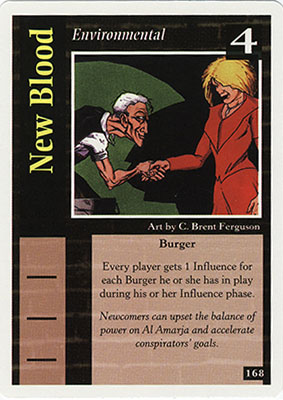 New Blood
Environmental
4
Art by C. Brent Ferguson
Burger
Every player gets 1 Influence for
each Burger he or she has in play
during his or her Influence phase.
Newcomers can upset the balance of
power on Al Amarja and accelerate
conspirators' goals.
168